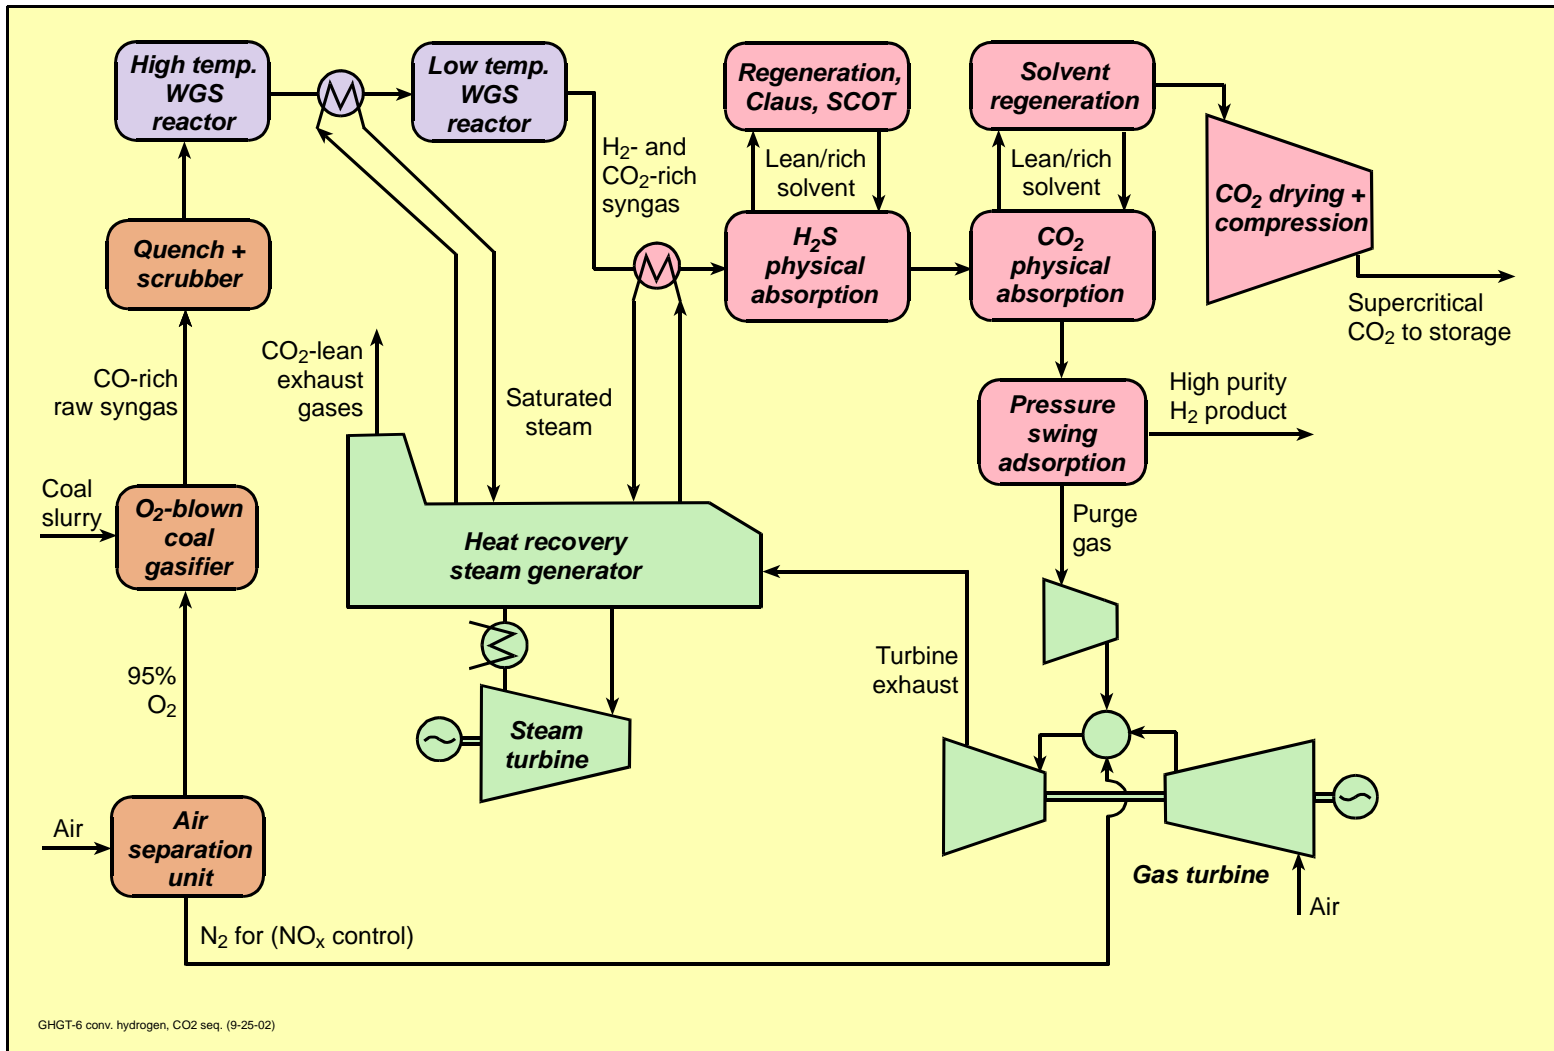 High temp.
WGS
reactor
Low temp.
WGS
reactor
Regeneration,
Claus, SCOT
Solvent
regeneration
H₂- and
CO₂-rich
syngas
Lean/rich
solvent
Lean/rich
solvent
CO₂ drying +
compression
Quench +
scrubber
H₂S
physical
absorption
CO₂
physical
absorption
Supercritical
CO₂ to storage
CO₂-lean
exhaust
gases
CO-rich
raw syngas
Saturated
steam
Pressure
swing
adsorption
High purity
H₂ product
Coal
slurry
O₂-blown
coal
gasifier
Heat recovery
steam generator
Purge
gas
95%
O₂
Turbine
exhaust
Steam
turbine
Air
Air
separation
unit
Gas turbine
Air
N₂ for (NOₓ control)
GHGT-6 conv. hydrogen, CO2 seq. (9-25-02)